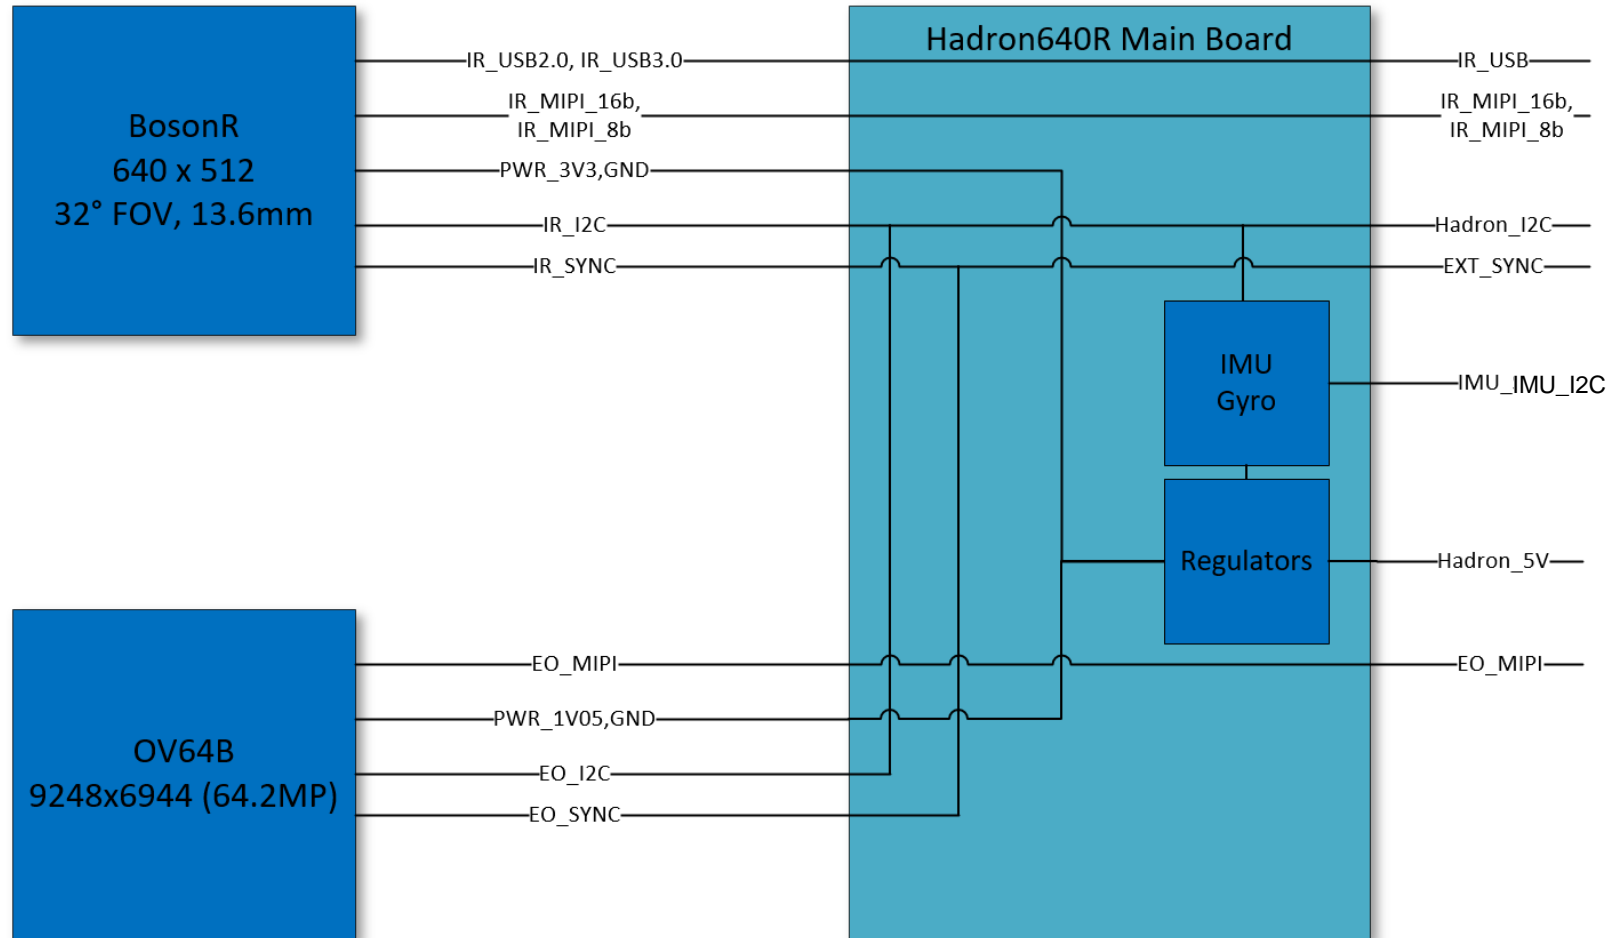 Hadron640R Main Board
BosonR
640 x 512
32° FOV, 13.6mm
IR_USB2.0, IR_USB3.0
IR_USB
IR_MIPI_16b,
IR_MIPI_8b
IR_MIPI_16b,
IR_MIPI_8b
PWR_3V3,GND
IR_I2C
Hadron_I2C
IR_SYNC
EXT_SYNC
IMU
Gyro
IMU_IMU_I2C
Regulators
Hadron_5V
OV64B
9248x6944 (64.2MP)
EO_MIPI
EO_MIPI
PWR_1V05,GND
EO_I2C
EO_SYNC